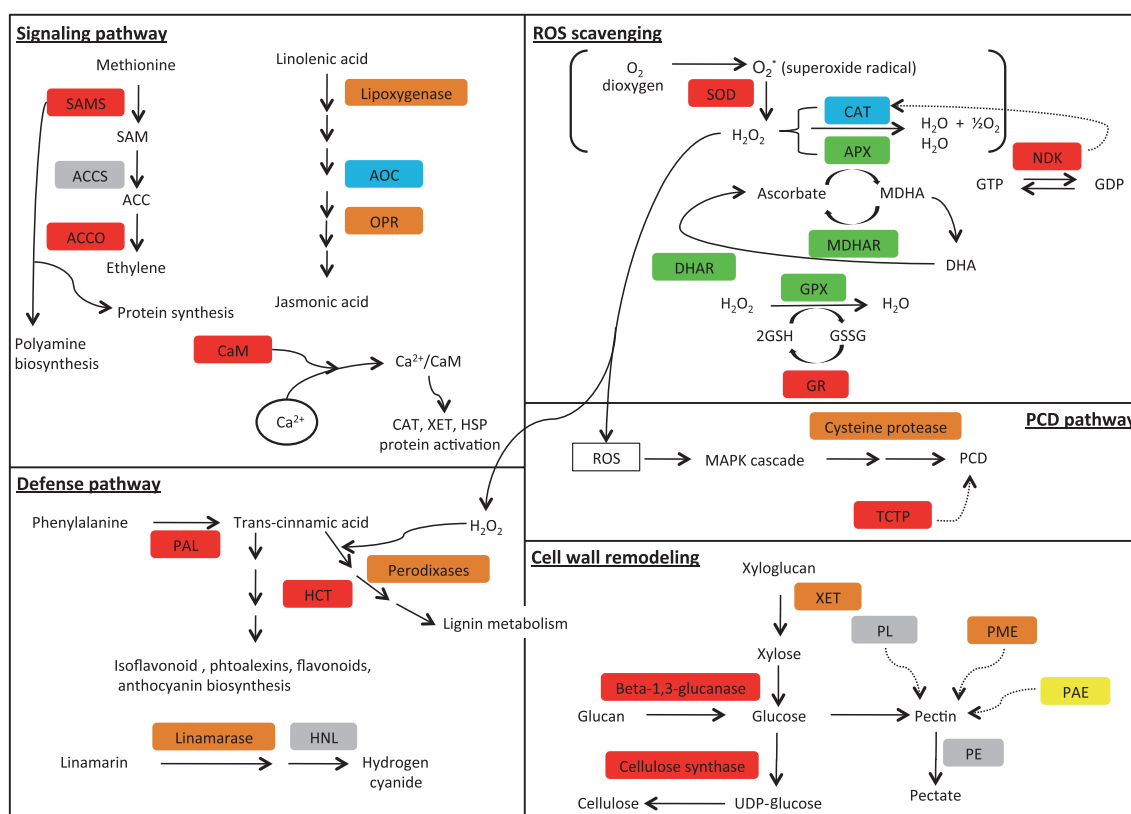 Signaling pathway
Methionine
SAMS
SAM
ACCS
ACC
ACCO
Ethylene
Protein synthesis
Polyamine
biosynthesis
Linolenic acid
Lipoxygenase
AOC
OPR
Jasmonic acid
CaM
Ca²⁺/CaM
Ca²⁺
CAT, XET, HSP
protein activation
ROS scavenging
O₂
dioxygen
O₂* (superoxide radical)
SOD
H₂O₂
CAT
APX
H₂O + ½O₂
H₂O
NDK
GTP
GDP
Ascorbate
MDHA
MDHAR
DHAR
DHA
H₂O₂
GPX
H₂O
2GSH
GSSG
GR
PCD pathway
Cysteine protease
ROS
MAPK cascade
PCD
TCTP
Defense pathway
Phenylalanine
Trans-cinnamic acid
H₂O₂
PAL
Perodixases
HCT
Lignin metabolism
Isoflavonoid , phtoalexins, flavonoids,
anthocyanin biosynthesis
Linamarase
HNL
Linamarin
Hydrogen
cyanide
Cell wall remodeling
Xyloglucan
XET
PL
PME
Xylose
PAE
Beta-1,3-glucanase
Glucan
Glucose
Pectin
PE
Cellulose synthase
Pectate
Cellulose
UDP-glucose